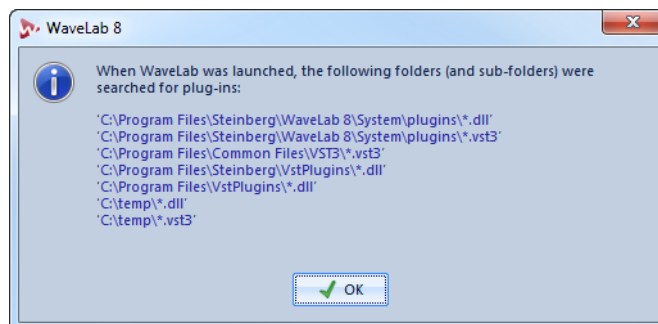 WaveLab 8
When WaveLab was launched, the following folders (and sub-folders) were
searched for plug-ins:
'C:\Program Files\Steinberg\WaveLab 8\System\plugins\*.dll'
'C:\Program Files\Steinberg\WaveLab 8\System\plugins\*.vst3'
'C:\Program Files\Common Files\VST3\*.vst3'
'C:\Program Files\Steinberg\VstPlugins\*.dll'
'C:\Program Files\VstPlugins\*.dll'
'C:\temp\*.dll'
'C:\temp\*.vst3'
OK